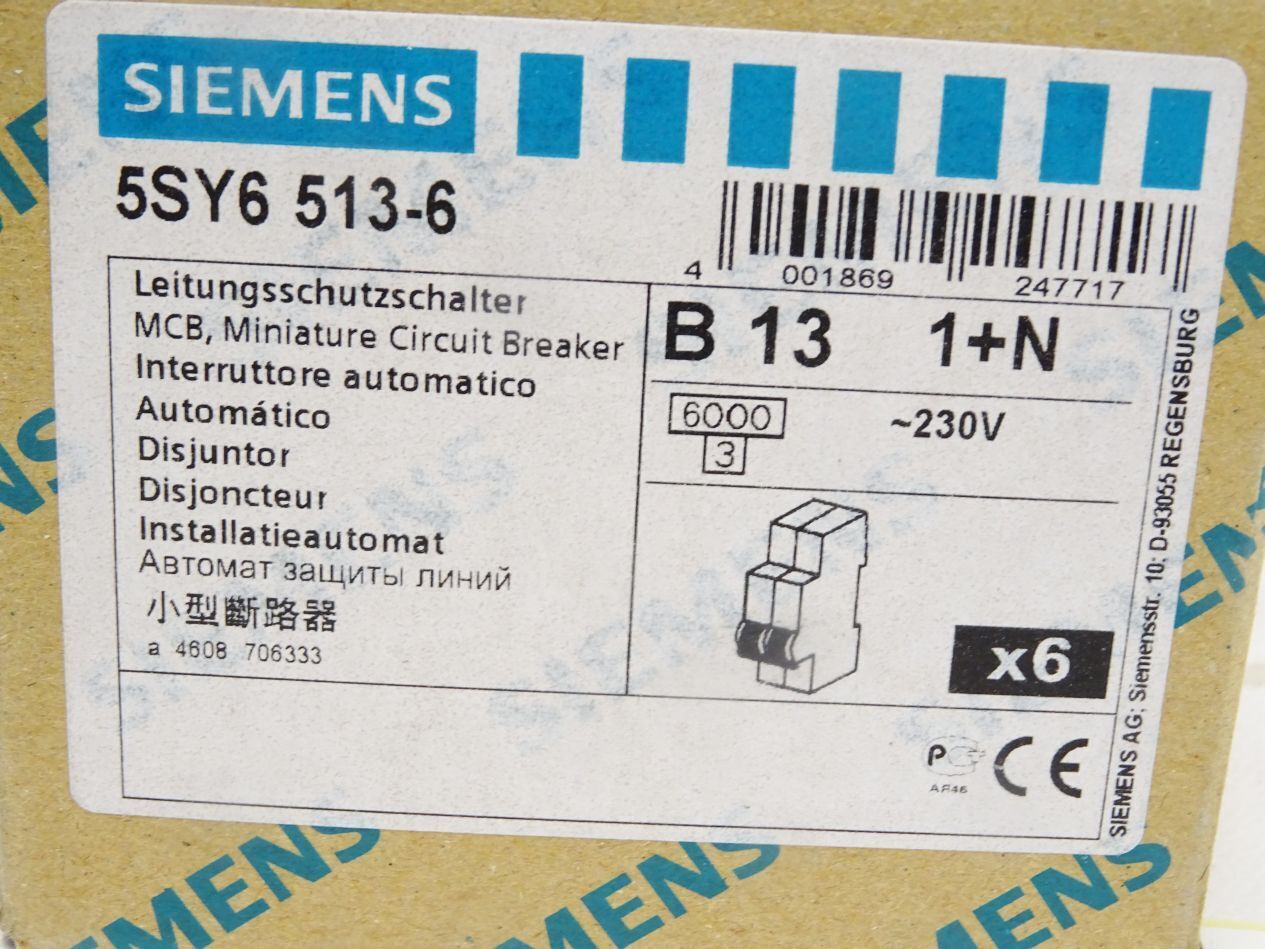 SIEMENS
5SY6 513-6
4 001869 247717
Leitungsschutzschalter
MCB, Miniature Circuit Breaker
Interruttore automatico
Automático
Disjuntor
Disjoncteur
Installatieautomat
Автомат защиты линий
小型斷路器
a 4608 706333
B 13 1+N
6000
3
~230V
x6
SIEMENS AG; Siemensstr. 10; D-93055 REGENSBURG
CE
SIEMENS
SIEMENS
SIEMENS